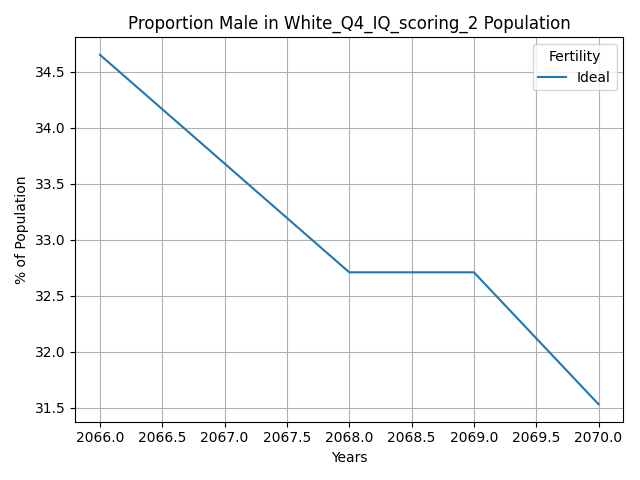 Proportion Male in White_Q4_IQ_scoring_2 Population
Fertility
Ideal
34.5
34.0
33.5
33.0
32.5
32.0
31.5
% of Population
2066.0 2066.5 2067.0 2067.5 2068.0 2068.5 2069.0 2069.5 2070.0
Years